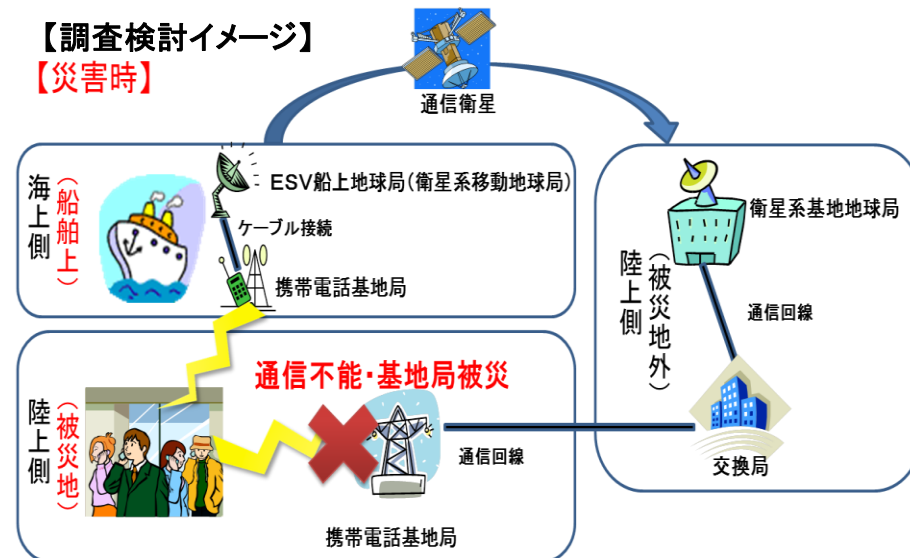 【調査検討イメージ】
【災害時】
通信衛星
海上側
（船舶上）
ESV船上地球局（衛星系移動地球局）
ケーブル接続
携帯電話基地局
陸上側
（被災地外）
衛星系基地地球局
通信回線
交換局
陸上側
（被災地）
通信不能・基地局被災
通信回線
携帯電話基地局